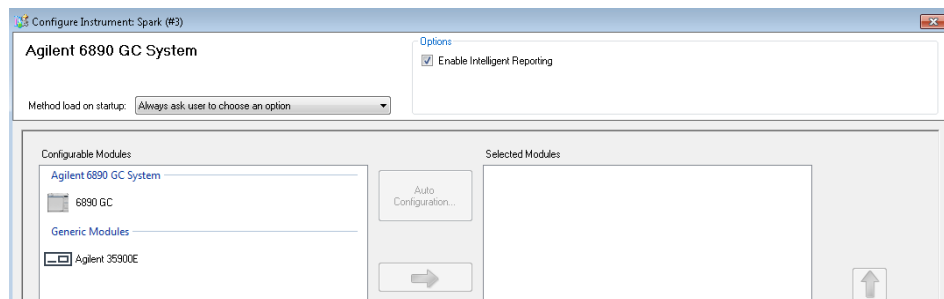 Configure Instrument: Spark (#3)
Agilent 6890 GC System
Options
Enable Intelligent Reporting
Method load on startup: Always ask user to choose an option
Configurable Modules
Selected Modules
Agilent 6890 GC System
6890 GC
Generic Modules
Agilent 35900E
Auto
Configuration...